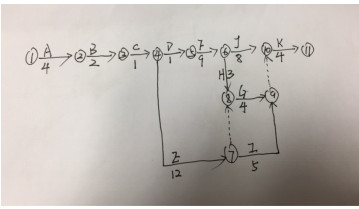 ① A 4 ② B 2 ③ C 1 ④ D 1 ⑤ F 9 ⑥ J 8 ⑩ K 4 ⑪
H 3
⑧ G 4 ⑨
E 12 ⑦ I 5